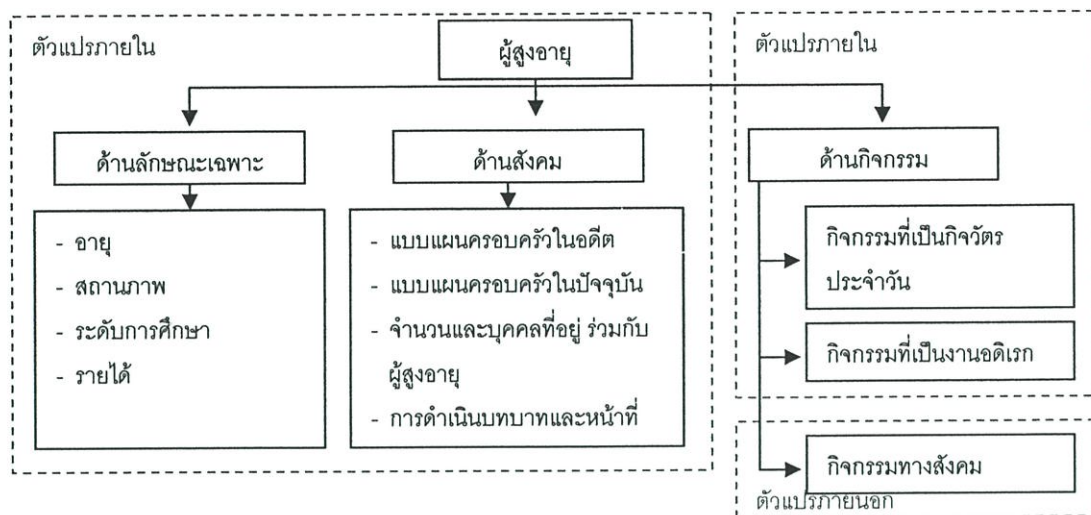 ตัวแปรภายใน
ผู้สูงอายุ
ตัวแปรภายใน
ด้านลักษณะเฉพาะ
ด้านสังคม
ด้านกิจกรรม
- อายุ
- สถานภาพ
- ระดับการศึกษา
- รายได้
- แบบแผนครอบครัวในอดีต
- แบบแผนครอบครัวในปัจจุบัน
- จำนวนและบุคคลที่อยู่ ร่วมกับ
ผู้สูงอายุ
- การดำเนินบทบาทและหน้าที่
กิจกรรมที่เป็นกิจวัตร
ประจำวัน
กิจกรรมที่เป็นงานอดิเรก
กิจกรรมทางสังคม
ตัวแปรภายนอก